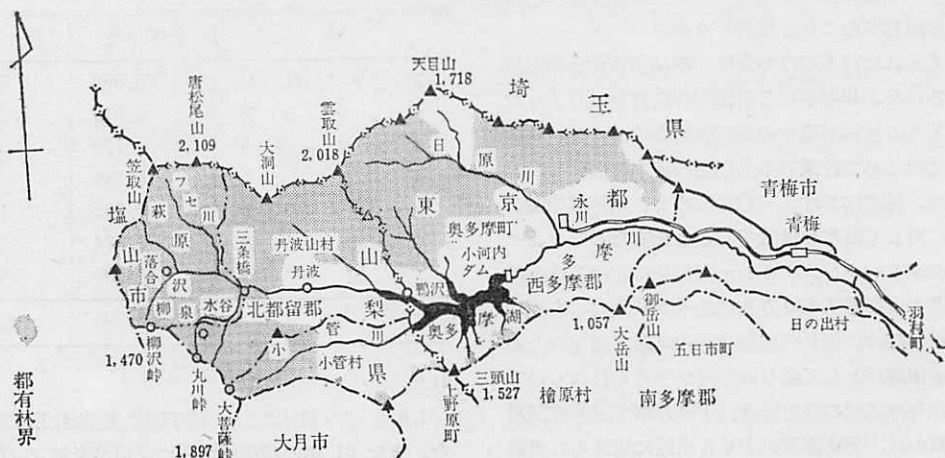 天目山
1,718
埼玉県
唐松尾山
2,109
雲取山
2,018
大洞山
笠取山
日原川
フセ川
萩原
塩山市
東京都
奥多摩町
氷川
青梅市
青梅
三条橋
丹波山村
丹波
小河内
ダム
多摩川
西多摩郡
落合
沢
柳
泉
水谷
北都留郡
山梨県
鴨沢
奥多摩湖
御岳山
1,057
大岳山
日の出村
羽村町
五日市町
小菅川
小菅村
柳沢峠
1,470
丸川峠
三頭山
1,527
檜原村
南多摩郡
上野原町
大菩薩峠
1,897
大月市
都有林界